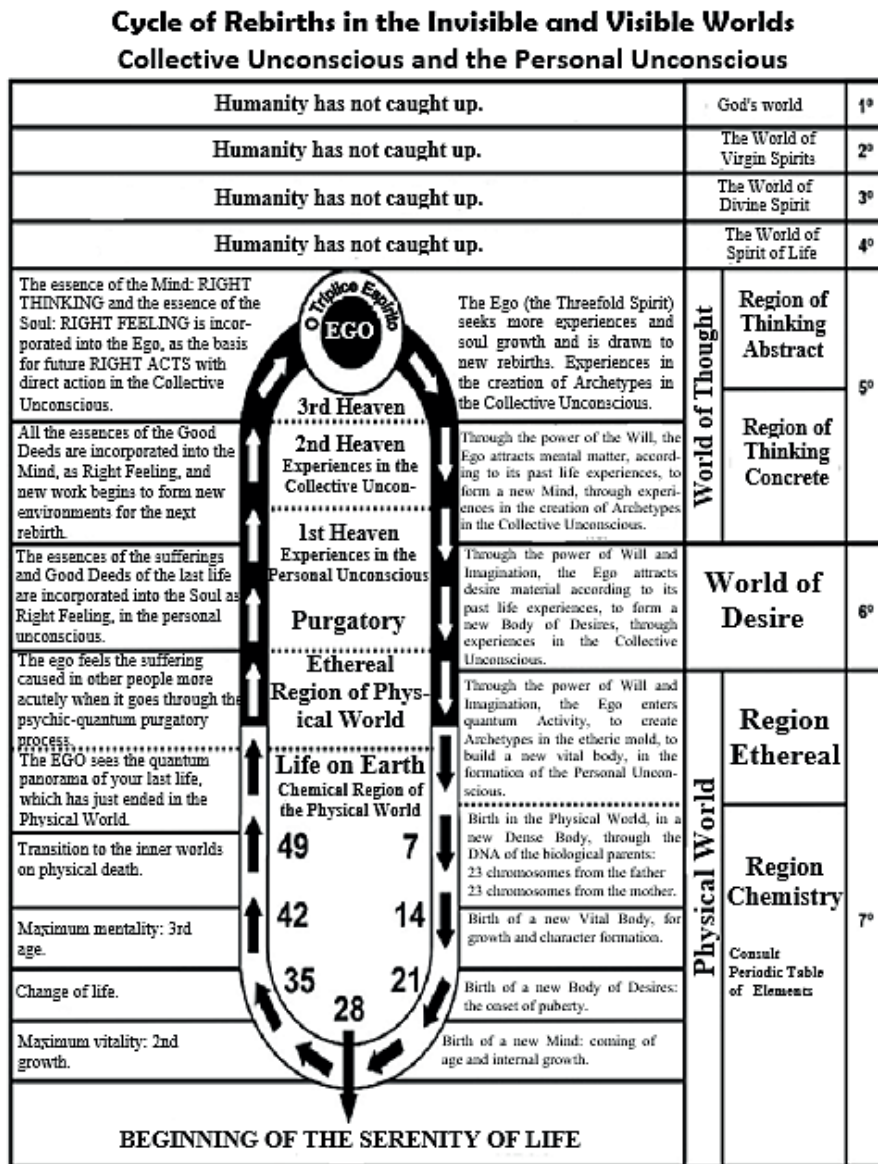 Cycle of Rebirths in the Invisible and Visible Worlds
Collective Unconscious and the Personal Unconscious
Humanity has not caught up.
God's world
1º
Humanity has not caught up.
The World of
Virgin Spirits
2º
Humanity has not caught up.
The World of
Divine Spirit
3º
Humanity has not caught up.
The World of
Spirit of Life
4º
The essence of the Mind: RIGHT
THINKING and the essence of the
Soul: RIGHT FEELING is incor-
porated into the Ego, as the basis
for future RIGHT ACTS with
direct action in the Collective
Unconscious.
O Tríplice Espírito
EGO
3rd Heaven
The Ego (the Threefold Spirit)
seeks more experiences and
soul growth and is drawn to
new rebirths. Experiences in
the creation of Archetypes in
the Collective Unconscious.
World of Thought
Region of
Thinking
Abstract
5º
All the essences of the Good
Deeds are incorporated into the
Mind, as Right Feeling, and
new work begins to form new
environments for the next
rebirth.
2nd Heaven
Experiences in the
Collective Uncon-
Through the power of the Will, the
Ego attracts mental matter, accord-
ing to its past life experiences, to
form a new Mind, through experi-
ences in the creation of Archetypes
in the Collective Unconscious.
Region of
Thinking
Concrete
1st Heaven
Experiences in the
Personal Unconscious
Purgatory
The essences of the sufferings
and Good Deeds of the last life
are incorporated into the Soul as
Right Feeling, in the personal
unconscious.
Through the power of Will and
Imagination, the Ego attracts
desire material according to its
past life experiences, to form a
new Body of Desires, through
experiences in the Collective
Unconscious.
World of
Desire
6º
The ego feels the suffering
caused in other people more
acutely when it goes through the
psychic-quantum purgatory
process.
Ethereal
Region of Phys-
ical World
Through the power of Will and
Imagination, the Ego enters
quantum Activity, to create
Archetypes in the etheric mold, to
build a new vital body, in the
formation of the Personal Uncon-
scious.
Physical World
Region
Ethereal
7º
The EGO sees the quantum
panorama of your last life,
which has just ended in the
Physical World.
Life on Earth
Chemical Region of
the Physical World
Birth in the Physical World, in a
new Dense Body, through the
DNA of the biological parents:
23 chromosomes from the father
23 chromosomes from the mother.
Region
Chemistry
Consult
Periodic Table
of Elements
Transition to the inner worlds
on physical death.
49
7
Maximum mentality: 3rd
age.
42
14
Birth of a new Vital Body, for
growth and character formation.
Change of life.
35
21
Birth of a new Body of Desires:
the onset of puberty.
28
Maximum vitality: 2nd
growth.
Birth of a new Mind: coming of
age and internal growth.
BEGINNING OF THE SERENITY OF LIFE